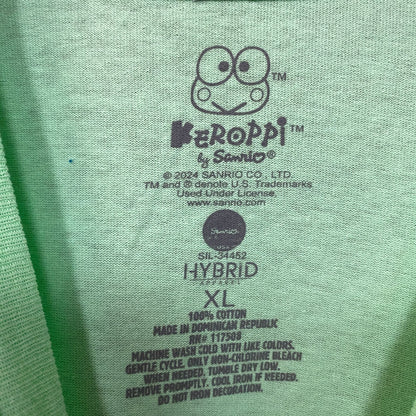 TM
KEROPPI™
by Sanrio®
© 2024 SANRIO CO., LTD.
TM and ® denote U.S. Trademarks
Used Under License.
www.sanrio.com
Sanrio
SIL-34452
HYBRID
APPAREL
XL
100% COTTON
MADE IN DOMINICAN REPUBLIC
RN# 117508
MACHINE WASH COLD WITH LIKE COLORS.
GENTLE CYCLE. ONLY NON-CHLORINE BLEACH
WHEN NEEDED. TUMBLE DRY LOW.
REMOVE PROMPTLY. COOL IRON IF NEEDED.
DO NOT IRON DECORATION.